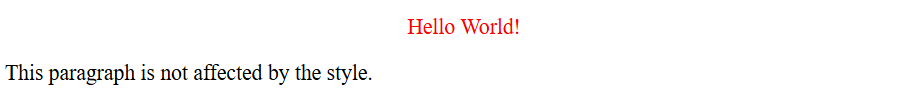 Hello World!
This paragraph is not affected by the style.